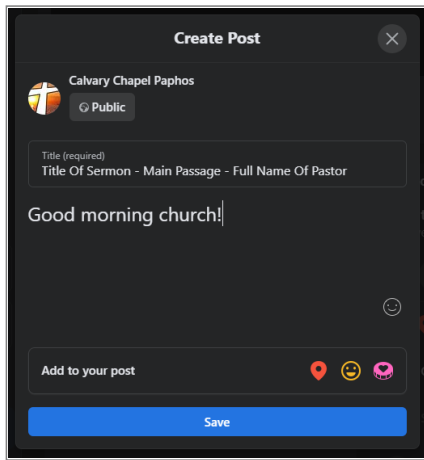 Create Post
Calvary Chapel Paphos
Public
Title (required)
Title Of Sermon - Main Passage - Full Name Of Pastor
Good morning church!
Add to your post
Save